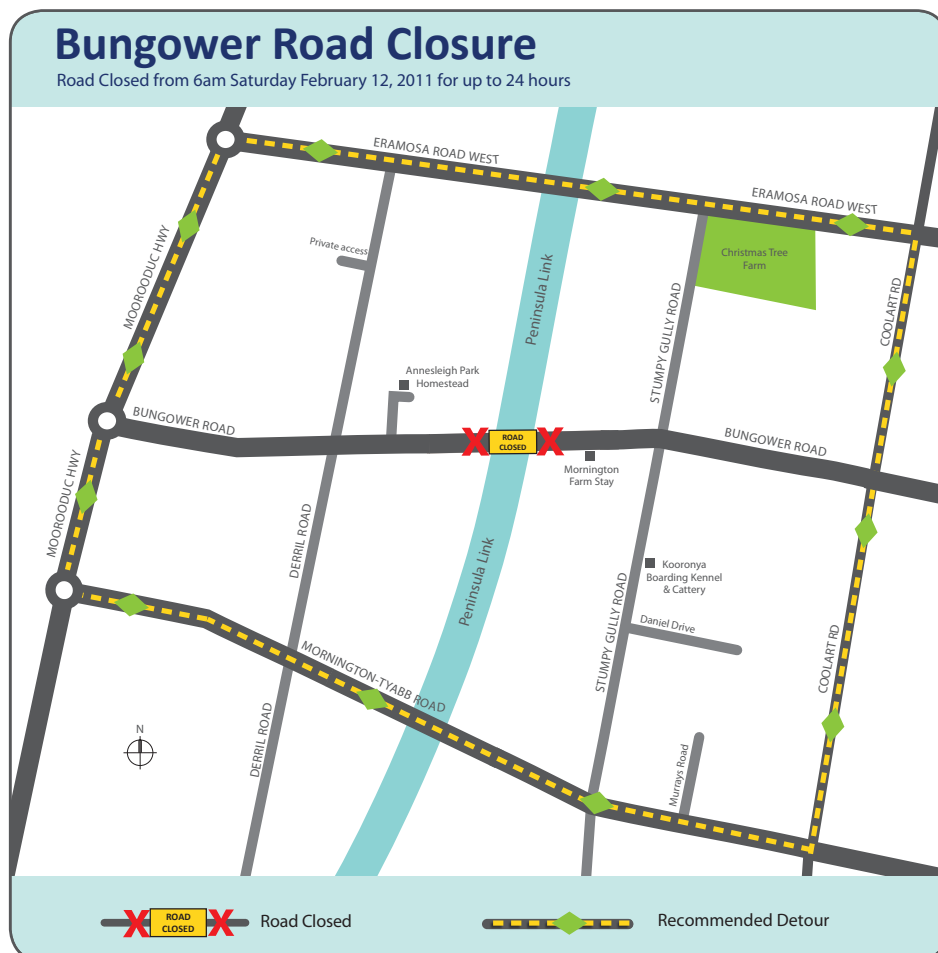 Bungower Road Closure
Road Closed from 6am Saturday February 12, 2011 for up to 24 hours
ERAMOSA ROAD WEST
ERAMOSA ROAD WEST
MOOROODUC HWY
Private access
Peninsula Link
Christmas Tree
Farm
STUMPY GULLY ROAD
COOLART RD
Annesleigh Park
Homestead
BUNGOWER ROAD
ROAD
CLOSED
BUNGOWER ROAD
Mornington
Farm Stay
MOOROODUC HWY
DERRIL ROAD
Peninsula Link
Kooronya
Boarding Kennel
& Cattery
STUMPY GULLY ROAD
Daniel Drive
COOLART RD
MORNINGTON-TYABB ROAD
DERRIL ROAD
N
Murrays Road
ROAD
CLOSED
Road Closed
Recommended Detour